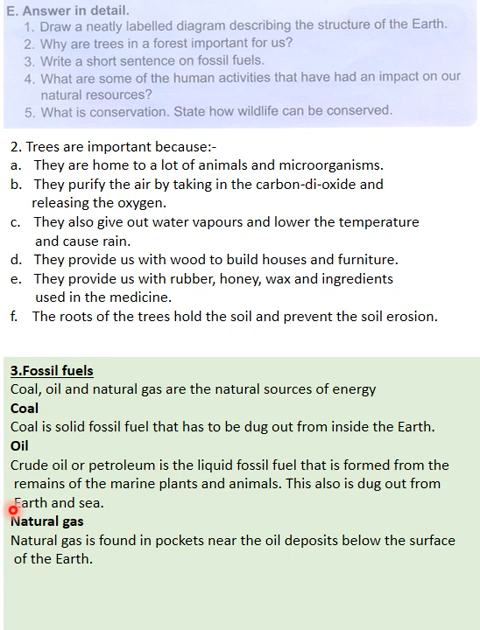 E. Answer in detail.
1. Draw a neatly labelled diagram describing the structure of the Earth.
2. Why are trees in a forest important for us?
3. Write a short sentence on fossil fuels.
4. What are some of the human activities that have had an impact on our
natural resources?
5. What is conservation. State how wildlife can be conserved.
2. Trees are important because:-
a. They are home to a lot of animals and microorganisms.
b. They purify the air by taking in the carbon-di-oxide and
releasing the oxygen.
c. They also give out water vapours and lower the temperature
and cause rain.
d. They provide us with wood to build houses and furniture.
e. They provide us with rubber, honey, wax and ingredients
used in the medicine.
f. The roots of the trees hold the soil and prevent the soil erosion.
3.Fossil fuels
Coal, oil and natural gas are the natural sources of energy
Coal
Coal is solid fossil fuel that has to be dug out from inside the Earth.
Oil
Crude oil or petroleum is the liquid fossil fuel that is formed from the
remains of the marine plants and animals. This also is dug out from
Earth and sea.
Natural gas
Natural gas is found in pockets near the oil deposits below the surface
of the Earth.